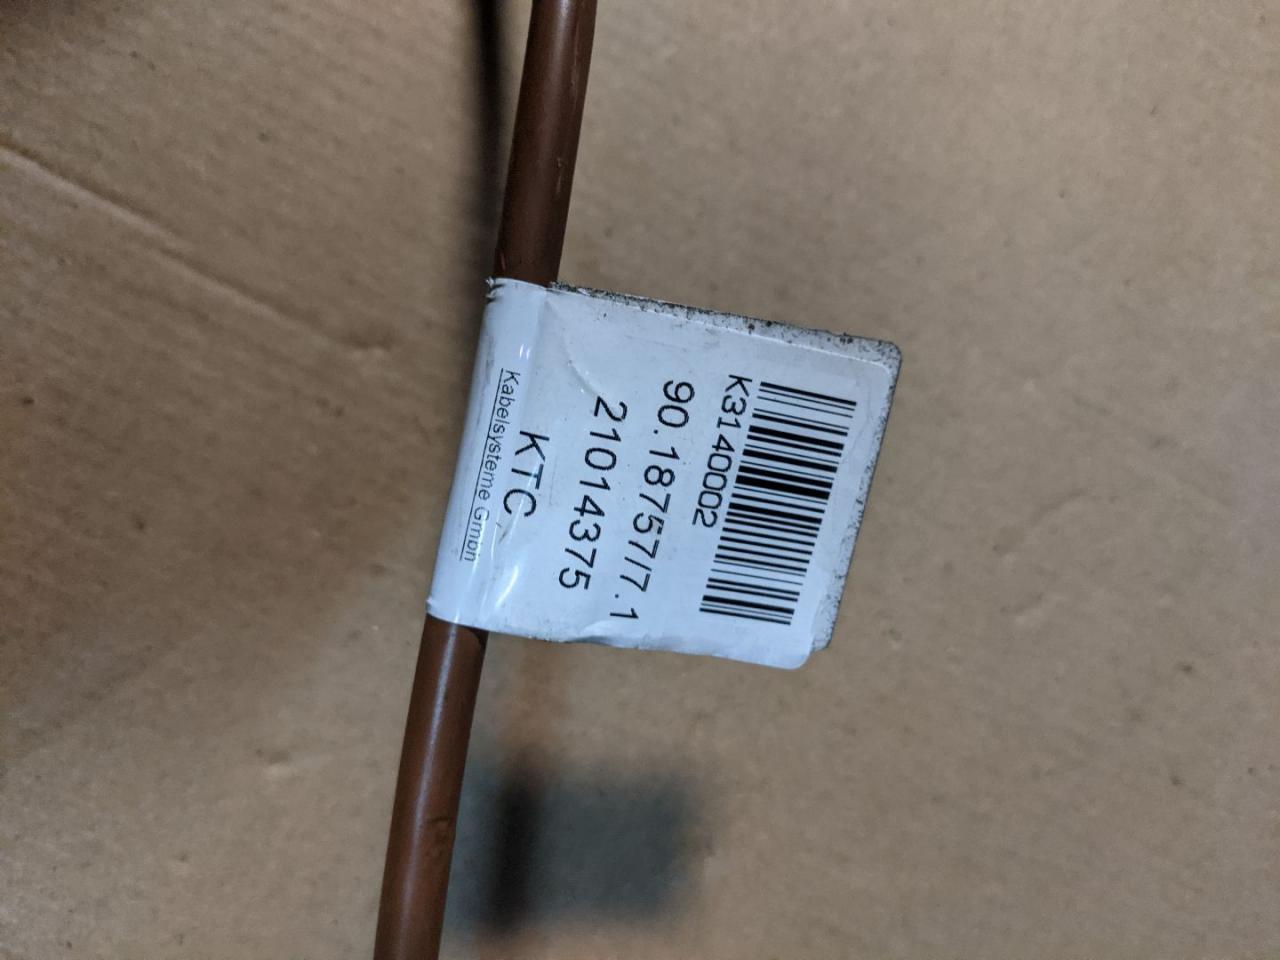 K3140002
90.18757/7.1
21014375
KTC
Kabelsysteme Gmbh